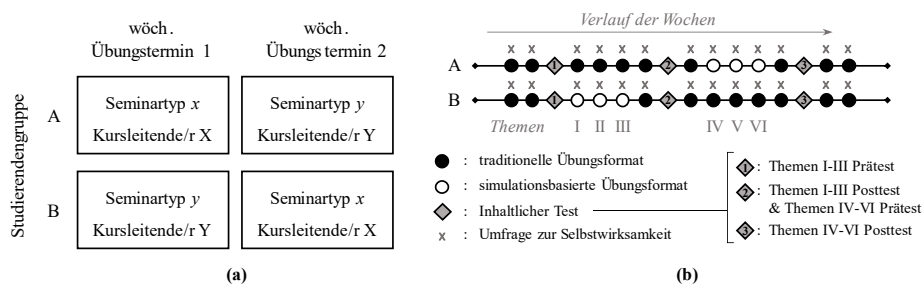 wöch.
Übungstermin 1
wöch.
Übungstermin 2
Studierendengruppe
A
Seminartyp x
Kursleitende/r X
Seminartyp y
Kursleitende/r Y
B
Seminartyp y
Kursleitende/r Y
Seminartyp x
Kursleitende/r X
(a)
Verlauf der Wochen
x x x x x x x x x x x x x
A
1 2 3
x x x x x x x x x x x x x
B
1 2 3
Themen I II III IV V VI
: traditionelle Übungsformat
: simulationsbasierte Übungsformat
: Inhaltlicher Test
x : Umfrage zur Selbstwirksamkeit
1 : Themen I-III Prätest
2 : Themen I-III Posttest
& Themen IV-VI Prätest
3 : Themen IV-VI Posttest
(b)